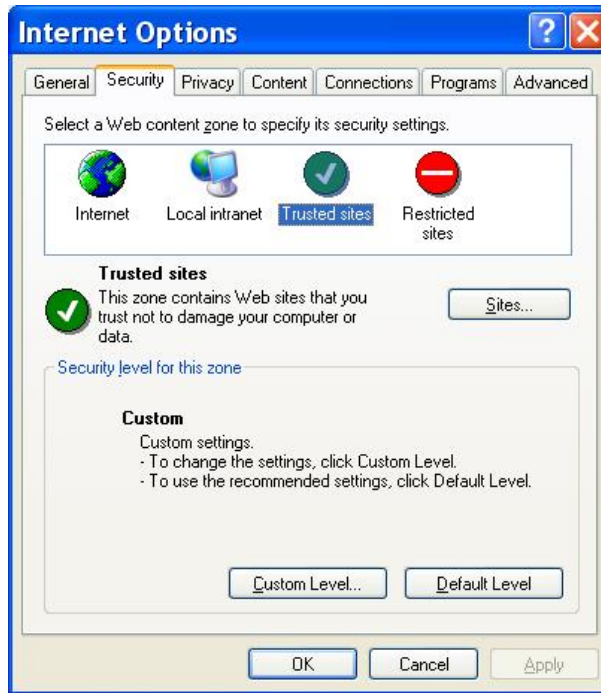 Internet Options
General Security Privacy Content Connections Programs Advanced
Select a Web content zone to specify its security settings.
Internet Local intranet Trusted sites Restricted sites
Trusted sites
This zone contains Web sites that you
trust not to damage your computer or
data.
Sites...
Security level for this zone
Custom
Custom settings.
- To change the settings, click Custom Level.
- To use the recommended settings, click Default Level.
Custom Level... Default Level
OK Cancel Apply